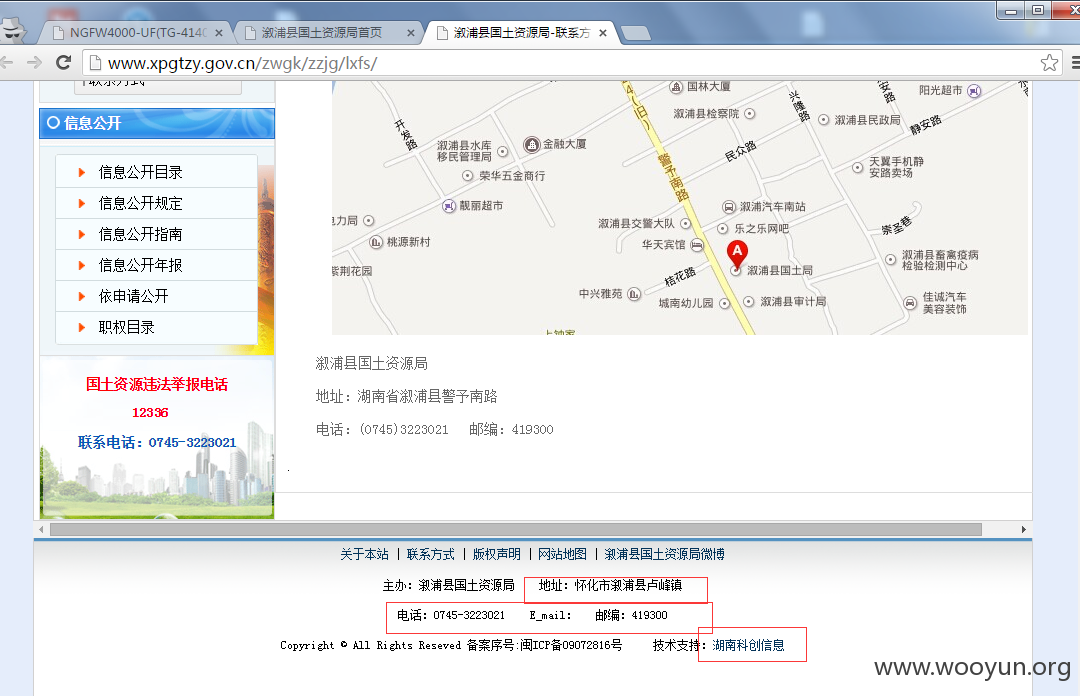 NGFW4000-UF(TG-414C
溆浦县国土资源局首页
溆浦县国土资源局-联系方
www.xpgtzy.gov.cn/zwgk/zzjg/lxfs/
联系方式
信息公开
信息公开目录
信息公开规定
信息公开指南
信息公开年报
依申请公开
职权目录
国土资源违法举报电话
12336
联系电话：0745-3223021
开发路
溆浦县水库
移民管理局
金融大厦
荣华五金商行
靓丽超市
电力局
桃源新村
紫荆花园
(旧)
国林大厦
溆浦县检察院
兴隆路
溆浦县民政局
安路
阳光超市
静安路
民众路
警予南路
天翼手机静
安路卖场
溆浦汽车南站
溆浦县交警大队
乐之乐网吧
华天宾馆
崇圣巷
A
溆浦县国土局
桔花路
溆浦县畜禽疫病
检验检测中心
中兴雅苑
城南幼儿园
溆浦县审计局
佳诚汽车
美容装饰
溆浦县国土资源局
地址：湖南省溆浦县警予南路
电话：(0745)3223021 邮编：419300
关于本站 | 联系方式 | 版权声明 | 网站地图 | 溆浦县国土资源局微博
主办：溆浦县国土资源局 地址：怀化市溆浦县卢峰镇
电话：0745-3223021 E_mail： 邮编：419300
Copyright © All Rights Reseved 备案序号:闽ICP备09072816号 技术支持：湖南科创信息
www.wooyun.org